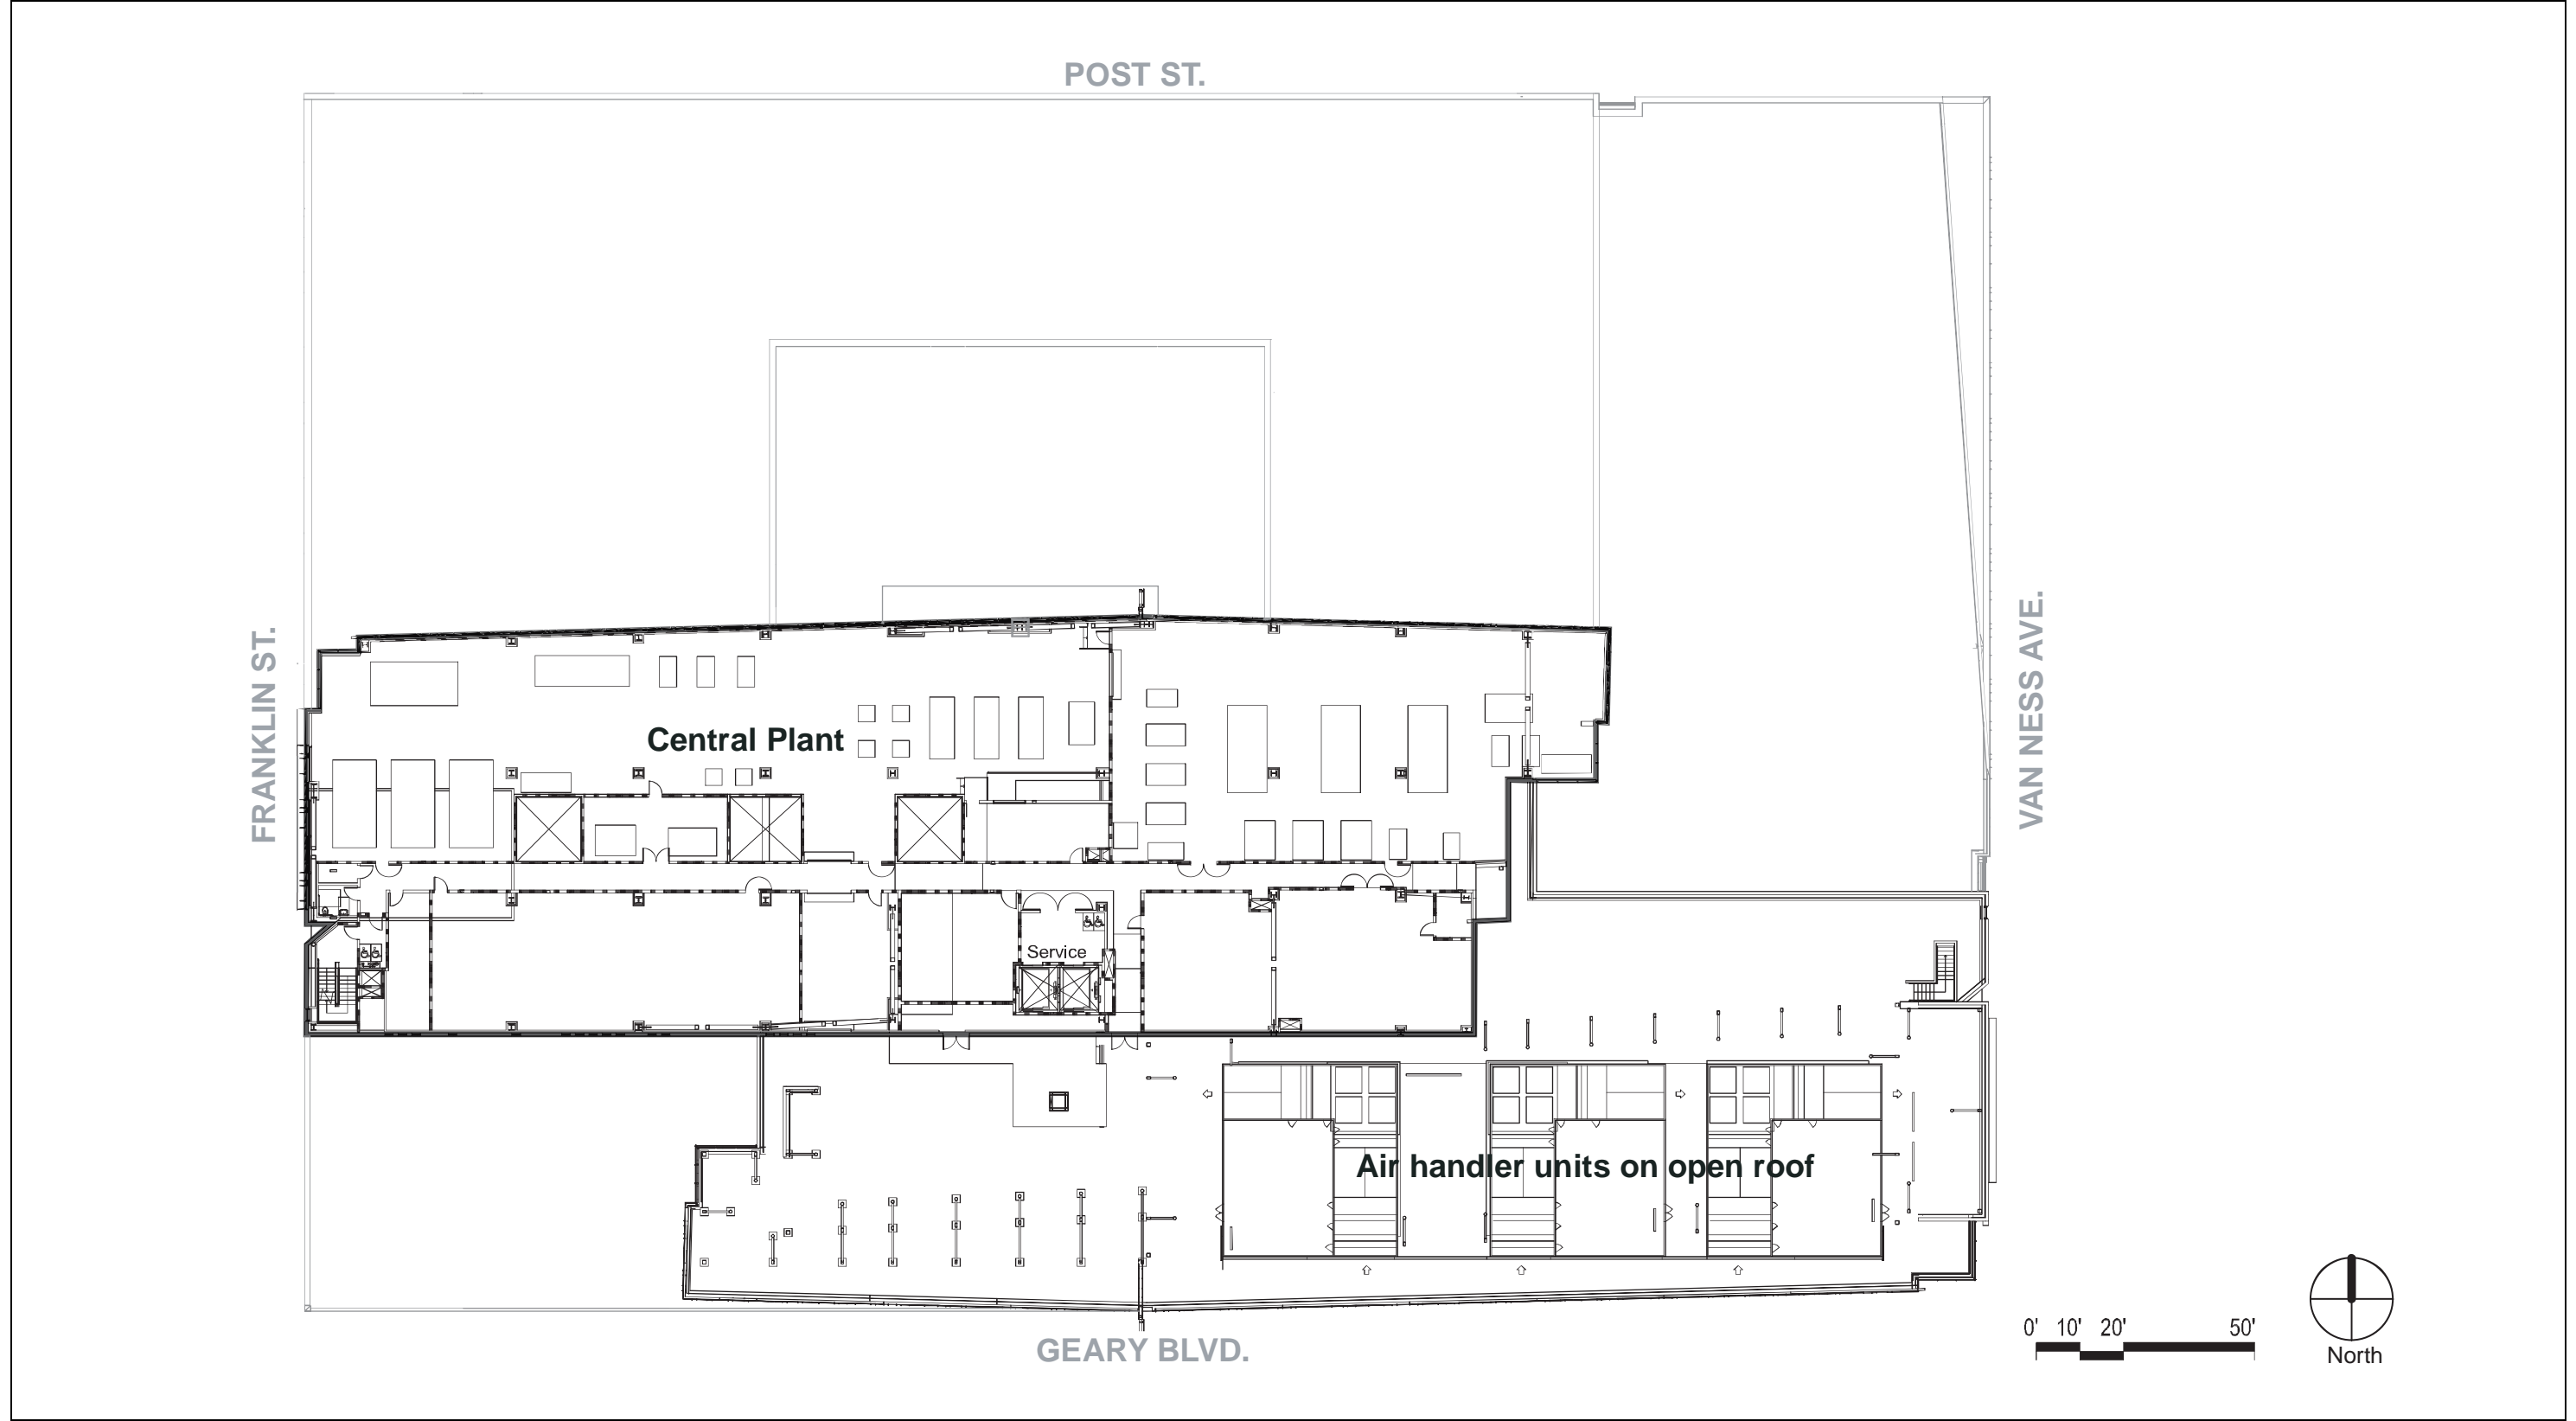 POST ST.
FRANKLIN ST.
VAN NESS AVE.
Central Plant
Service
Air handler units on open roof
GEARY BLVD.
0' 10' 20' 50'
North